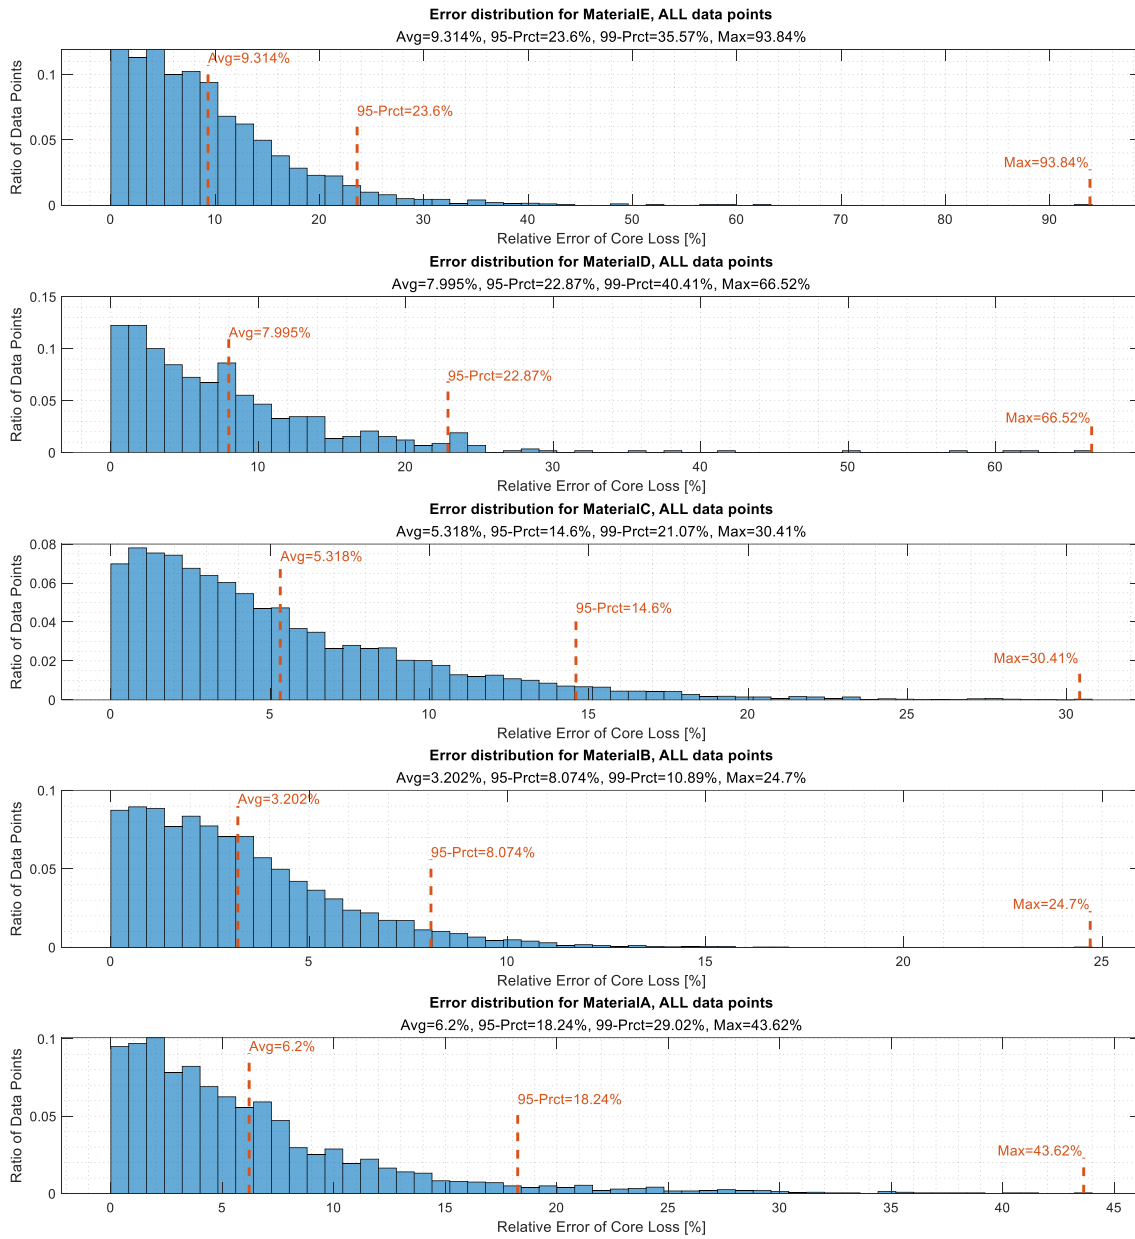 Error distribution for MaterialE, ALL data points
Avg=9.314%, 95-Prct=23.6%, 99-Prct=35.57%, Max=93.84%
Avg=9.314%
95-Prct=23.6%
Max=93.84%
Ratio of Data Points
0.1
0.05
0
0 10 20 30 40 50 60 70 80 90
Relative Error of Core Loss [%]
Error distribution for MaterialD, ALL data points
Avg=7.995%, 95-Prct=22.87%, 99-Prct=40.41%, Max=66.52%
Avg=7.995%
95-Prct=22.87%
Max=66.52%
Ratio of Data Points
0.15
0.1
0.05
0
0 10 20 30 40 50 60
Relative Error of Core Loss [%]
Error distribution for MaterialC, ALL data points
Avg=5.318%, 95-Prct=14.6%, 99-Prct=21.07%, Max=30.41%
Avg=5.318%
95-Prct=14.6%
Max=30.41%
Ratio of Data Points
0.08
0.06
0.04
0.02
0
0 5 10 15 20 25 30
Relative Error of Core Loss [%]
Error distribution for MaterialB, ALL data points
Avg=3.202%, 95-Prct=8.074%, 99-Prct=10.89%, Max=24.7%
Avg=3.202%
95-Prct=8.074%
Max=24.7%
Ratio of Data Points
0.1
0.05
0
0 5 10 15 20 25
Relative Error of Core Loss [%]
Error distribution for MaterialA, ALL data points
Avg=6.2%, 95-Prct=18.24%, 99-Prct=29.02%, Max=43.62%
Avg=6.2%
95-Prct=18.24%
Max=43.62%
Ratio of Data Points
0.1
0.05
0
0 5 10 15 20 25 30 35 40 45
Relative Error of Core Loss [%]